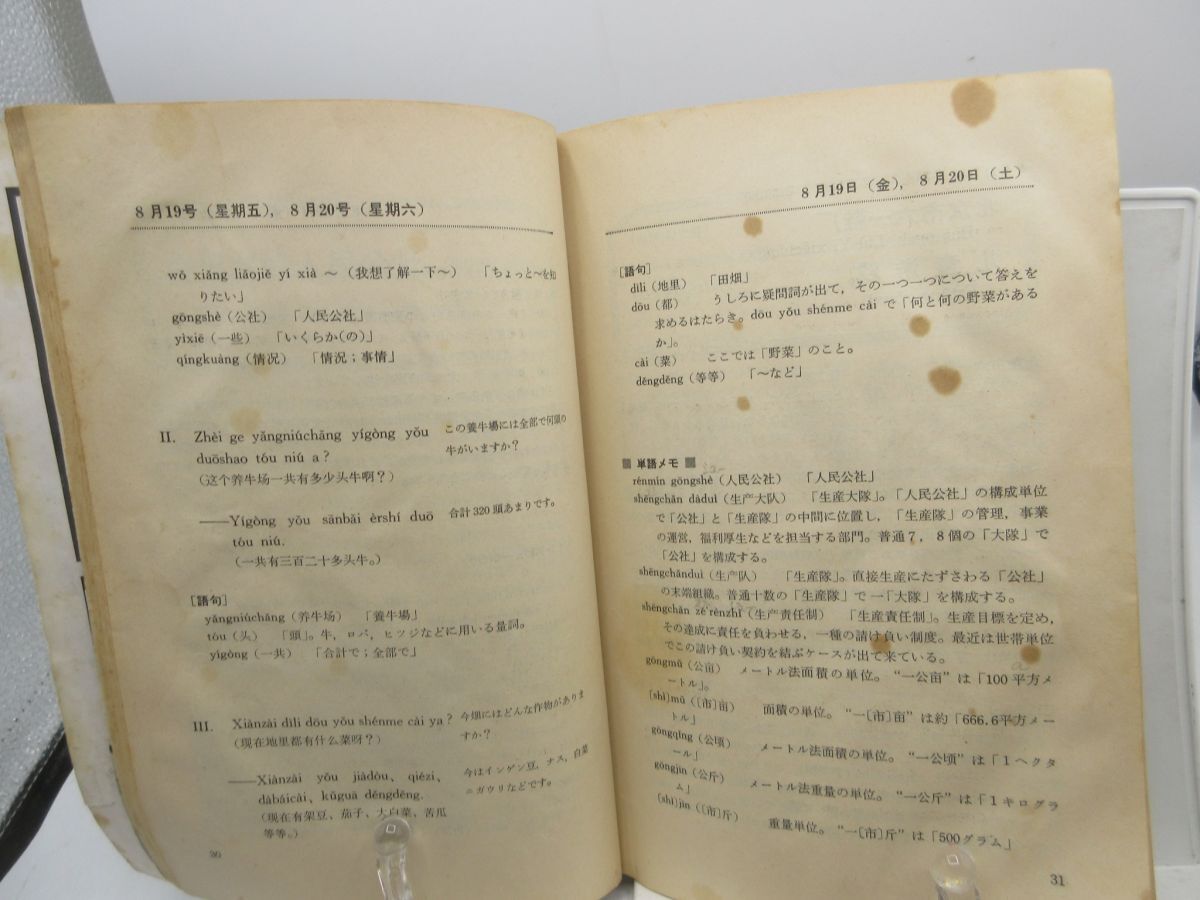 8月19号（星期五），8月20号（星期六）
wǒ xiǎng liǎojiě yí xià ～（我想了解一下～） 「ちょっと～を知
りたい」
gōngshè（公社） 「人民公社」
yìxiē（一些） 「いくらか(の)」
qíngkuàng（情况） 「情況；事情」
II. Zhèi ge yǎngniúchǎng yígòng yǒu
duōshao tóu niú a?
（这个养牛场一共有多少头牛啊？）
この養牛場には全部で何頭の
牛がいますか？
——Yígòng yǒu sānbǎi èrshí duō
tóu niú.
（一共有三百二十多头牛。）
合計320頭あまりです。
［語句］
yǎngniúchǎng（养牛场） 「養牛場」
tóu（头） 「頭」。牛，ロバ，ヒツジなどに用いる量詞。
yígòng（一共） 「合計で；全部で」
III. Xiànzài dìli dōu yǒu shénme cài ya?
（现在地里都有什么菜呀？）
今畑にはどんな作物がありま
すか？
——Xiànzài yǒu jiàdòu、qiézi、
dàbáicài、kǔguā děngděng.
（现在有架豆、茄子、大白菜、苦瓜
等等。）
今はインゲン豆，ナス，白菜
ニガウリなどです。
30
8月19日（金），8月20日（土）
［語句］
dìli（地里） 「田畑」
dōu（都） うしろに疑問詞が出て，その一つ一つについて答えを
求めるはたらき。dōu yǒu shénme cài で「何と何の野菜がある
か」。
cài（菜） ここでは「野菜」のこと。
děngděng（等等） 「～など」
■ 単語メモ ■
rénmín gōngshè（人民公社） 「人民公社」
shēngchǎn dàduì（生产大队） 「生産大隊」。「人民公社」の構成単位
で「公社」と「生産隊」の中間に位置し，「生産隊」の管理，事業
の運営，福利厚生などを担当する部門。普通7，8個の「大隊」で
「公社」を構成する。
shēngchǎnduì（生产队） 「生産隊」。直接生産にたずさわる「公社」
の末端組織。普通十数の「生産隊」で一「大隊」を構成する。
shēngchǎn zérènzhì（生产责任制） 「生産責任制」。生産目標を定め，
その達成に責任を負わせる，一種の請け負い制度。最近は世帯単位
でこの請け負い契約を結ぶケースが出て来ている。
gōngmǔ（公亩） メートル法面積の単位。“一公亩”は「100平方メ
ートル」。
[shì]mǔ（［市］亩） 面積の単位。“一［市］亩”は約「666.6平方メー
トル」
gōngqǐng（公顷） メートル法面積の単位。“一公顷”は「1ヘクタ
ール」
gōngjīn（公斤） メートル法重量の単位。“一公斤”は「1キログラ
ム」
[shì]jīn（［市］斤） 重量単位。“一［市］斤”は「500グラム」
31